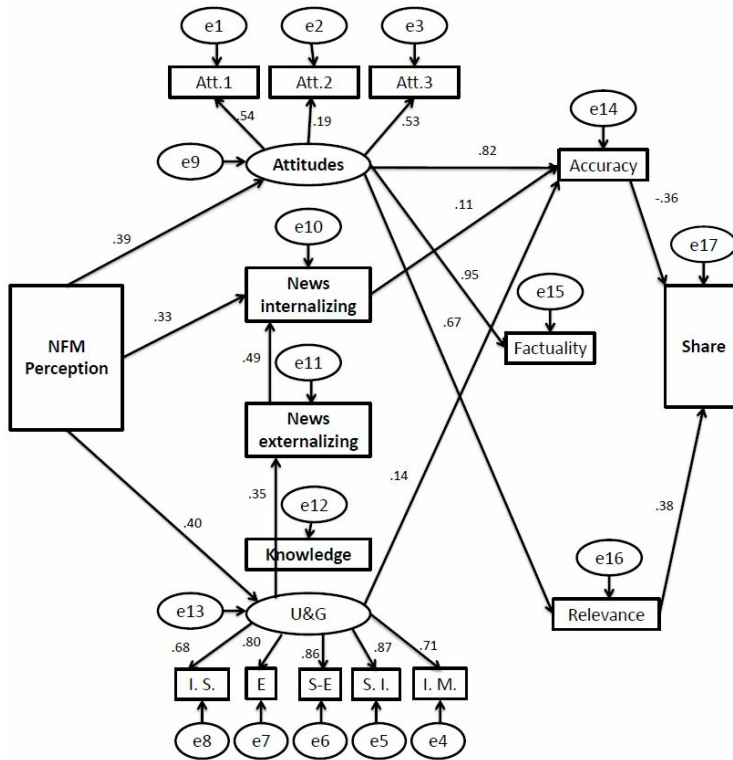 e1
e2
e3
Att.1
Att.2
Att.3
e14
.54
.19
.53
e9
Attitudes
.82
Accuracy
.39
e10
.11
-.36
e17
NFM
Perception
.33
News
internalizing
.95
e15
.67
Factuality
Share
.49
e11
News
externalizing
.35
e12
.14
.40
Knowledge
.38
e16
e13
U&G
Relevance
.68
.80
.86
.87
.71
I. S.
E
S-E
S. I.
I. M.
e8
e7
e6
e5
e4